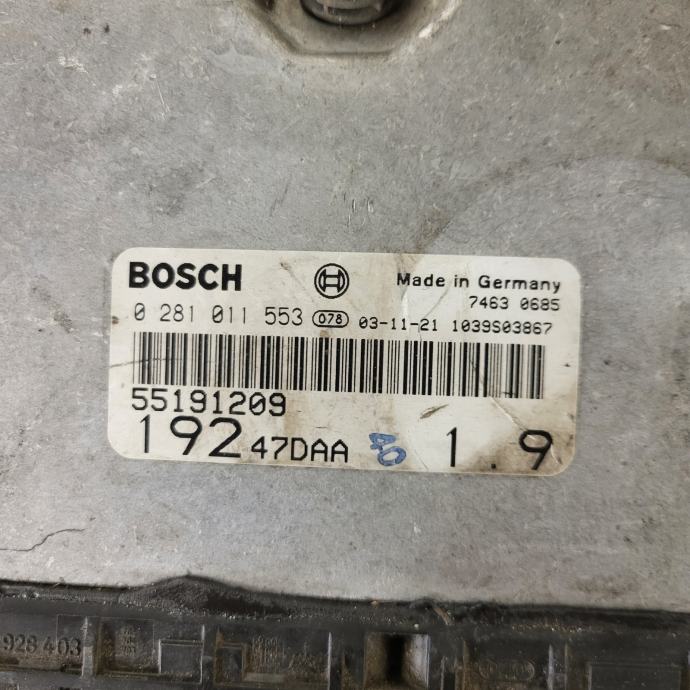 BOSCH Made in Germany
7463 0685
0 281 011 553 078 03-11-21 1039S03867
55191209
192 47DAA 40 1.9
928 403